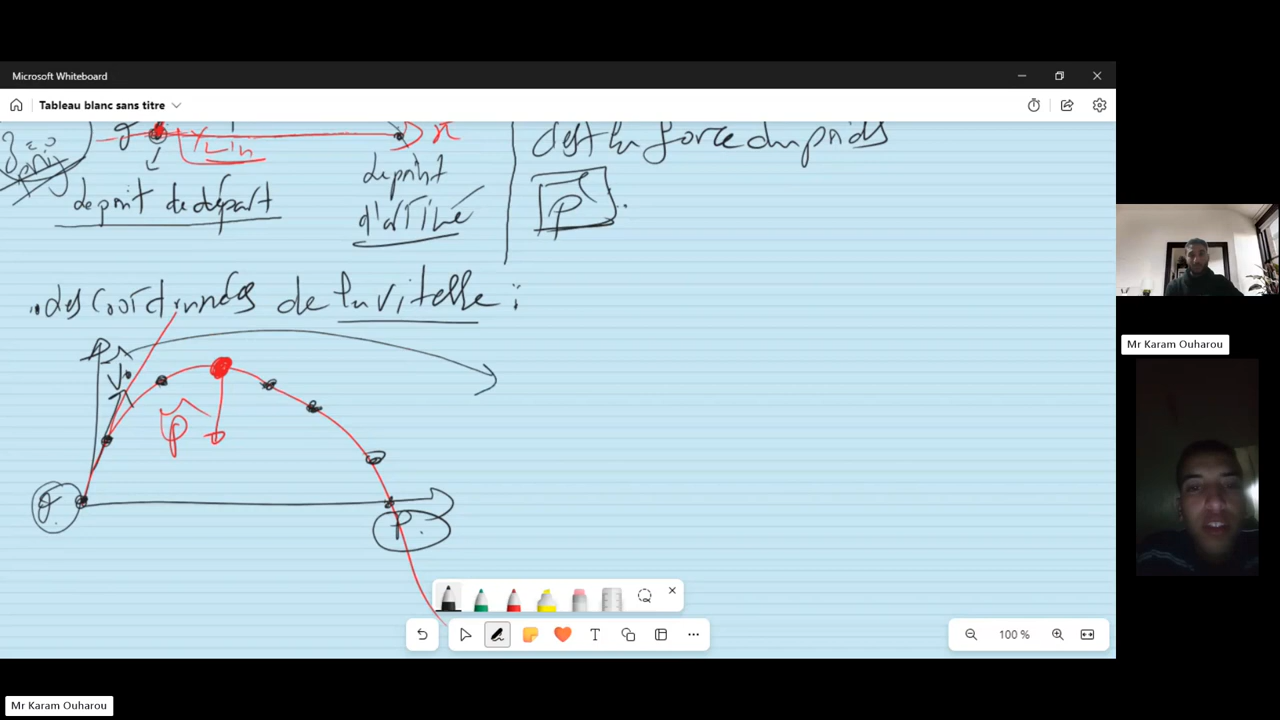 Microsoft Whiteboard
Tableau blanc sans titre
x
c'est la force du poids
P
de point de départ
de point
d'arrivé
..des coordonnées de la vitesse :
V
P
P.
100 %
Mr Karam Ouharou
Mr Karam Ouharou